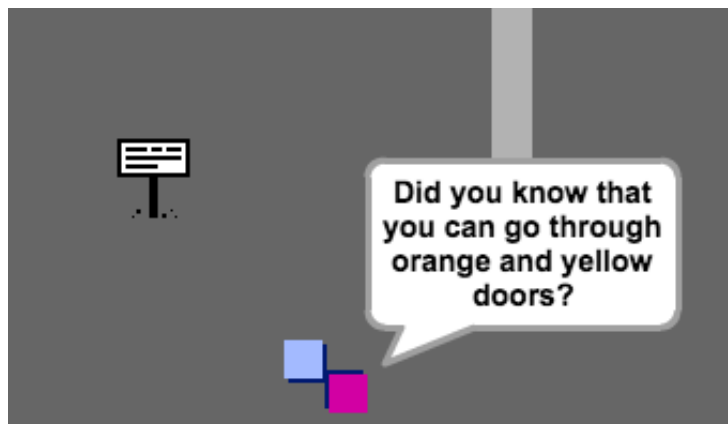 Did you know that
you can go through
orange and yellow
doors?